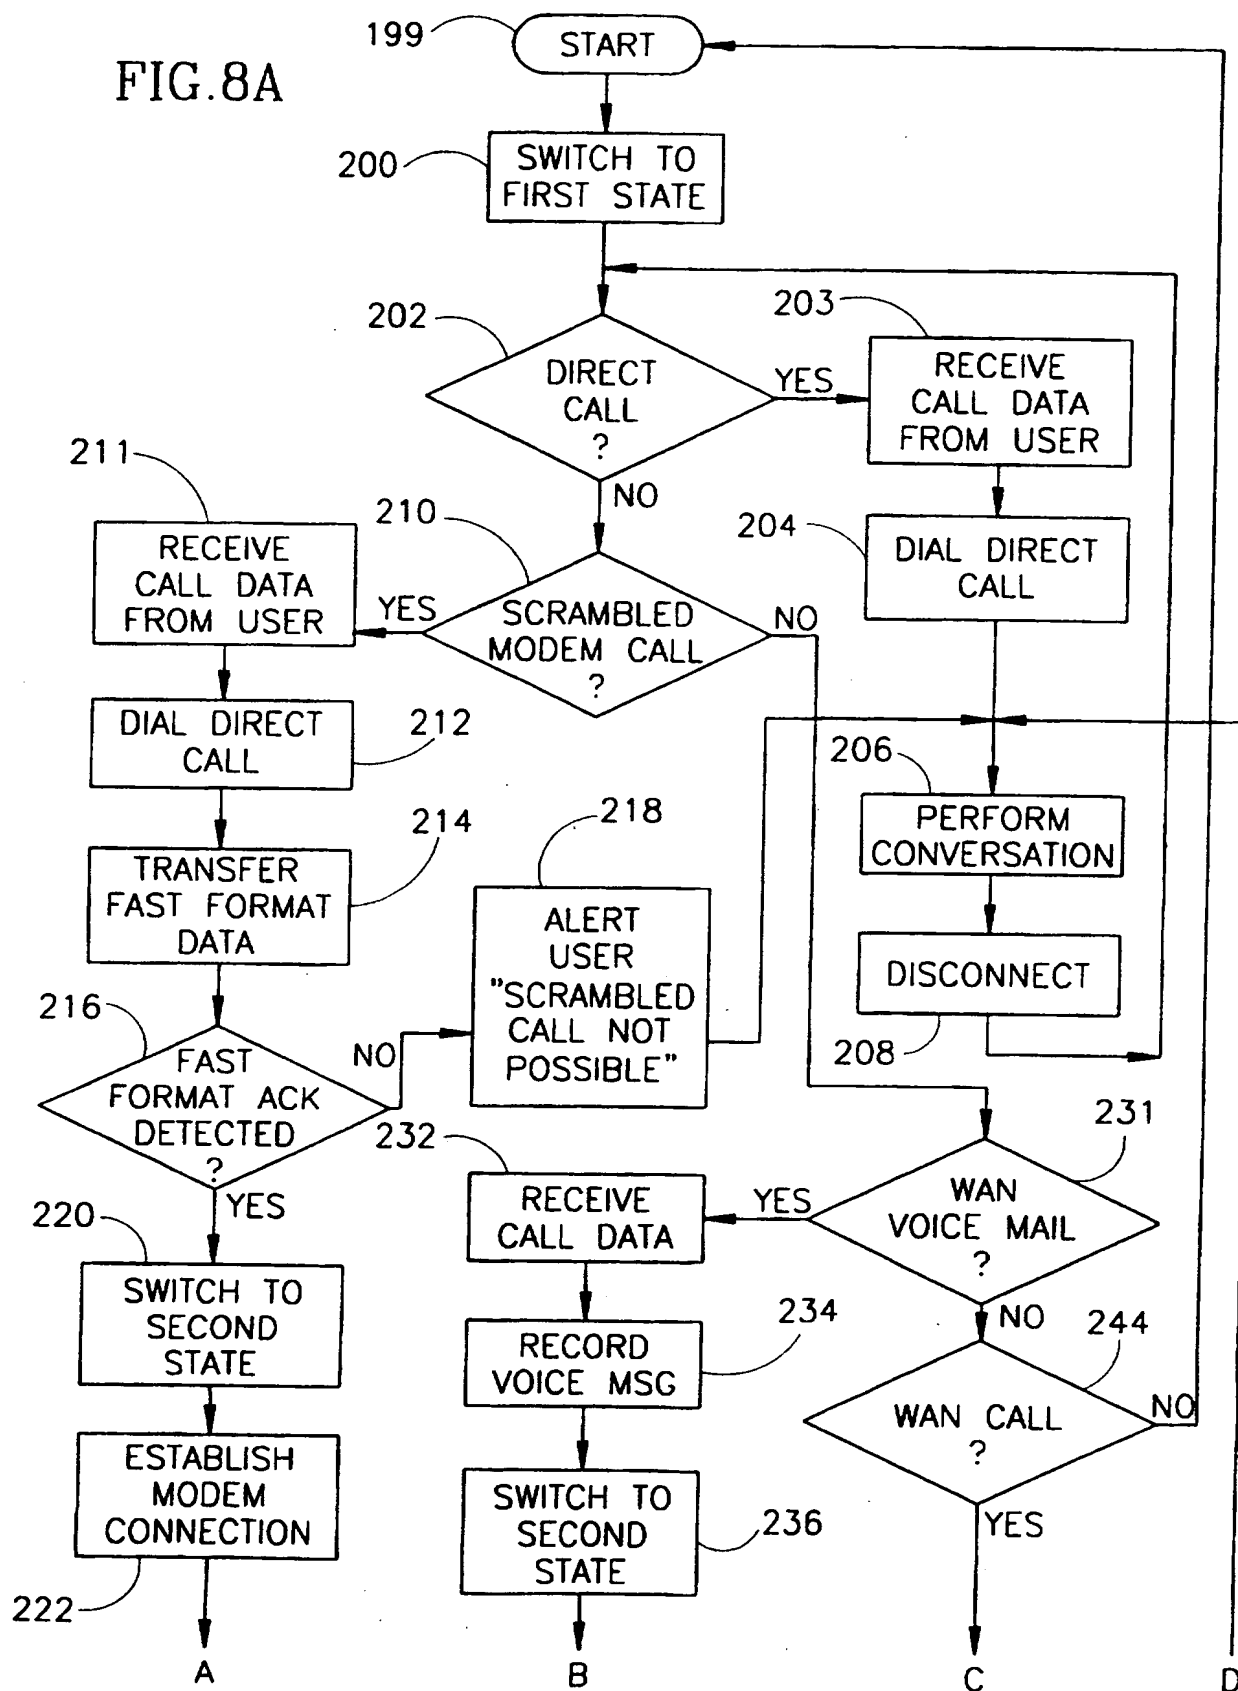 FIG.8A
199
START
200
SWITCH TO
FIRST STATE
202
DIRECT
CALL
?
YES
NO
203
RECEIVE
CALL DATA
FROM USER
204
DIAL DIRECT
CALL
211
RECEIVE
CALL DATA
FROM USER
210
SCRAMBLED
MODEM CALL
?
YES
NO
DIAL DIRECT
CALL
212
206
PERFORM
CONVERSATION
214
TRANSFER
FAST FORMAT
DATA
218
ALERT
USER
"SCRAMBLED
CALL NOT
POSSIBLE"
DISCONNECT
208
216
FAST
FORMAT ACK
DETECTED
?
NO
YES
231
WAN
VOICE MAIL
?
YES
NO
232
RECEIVE
CALL DATA
220
SWITCH TO
SECOND
STATE
RECORD
VOICE MSG
234
244
WAN CALL
?
NO
YES
ESTABLISH
MODEM
CONNECTION
222
SWITCH TO
SECOND
STATE
236
A
B
C
D